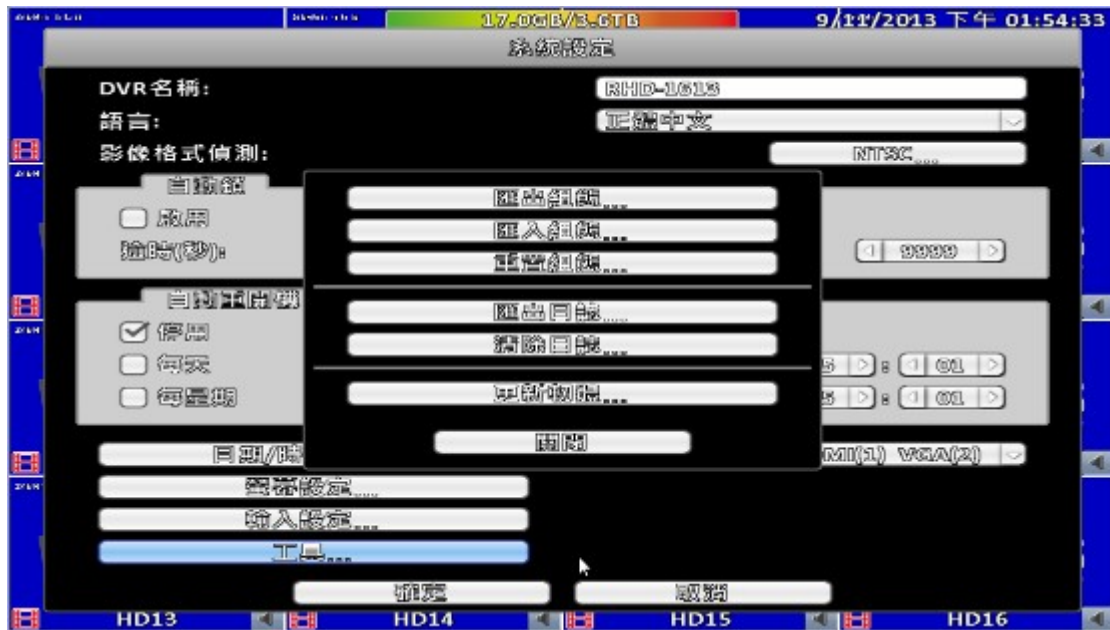 17.0GB/3.6TB 9/11/2013 下午 01:54:33
系統設定
DVR名稱: RHD-1613
語言: 正體中文
影像格式偵測: NTSC...
自動鎖
啟用
逾時(秒): 9999
自動重開機
停用
每天 : 01
每星期 : 01
匯出組態...
匯入組態...
重置組態...
匯出日誌...
清除日誌...
更新韌體...
關閉
日期/時
MI(1) VGA(2)
螢幕設定...
輸入設定...
工具...
確定 取消
HD13 HD14 HD15 HD16